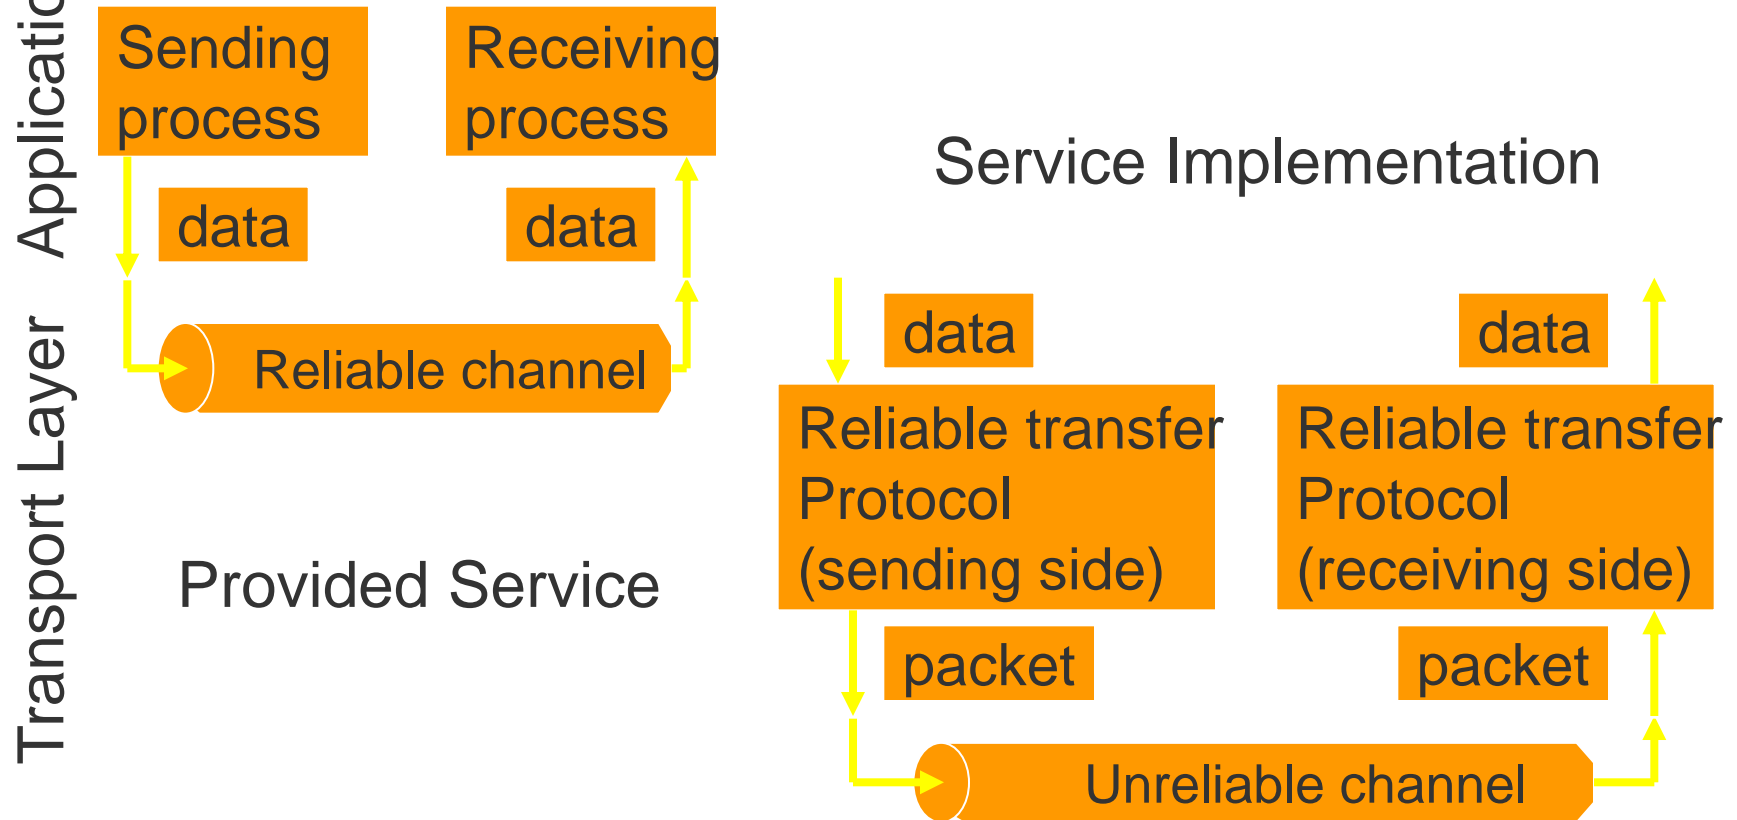 Sending
process
Receiving
process
data
data
Reliable channel
Provided Service
Service Implementation
data
data
Reliable transfer
Protocol
(sending side)
Reliable transfer
Protocol
(receiving side)
packet
packet
Unreliable channel
Transport Layer
Applicatio